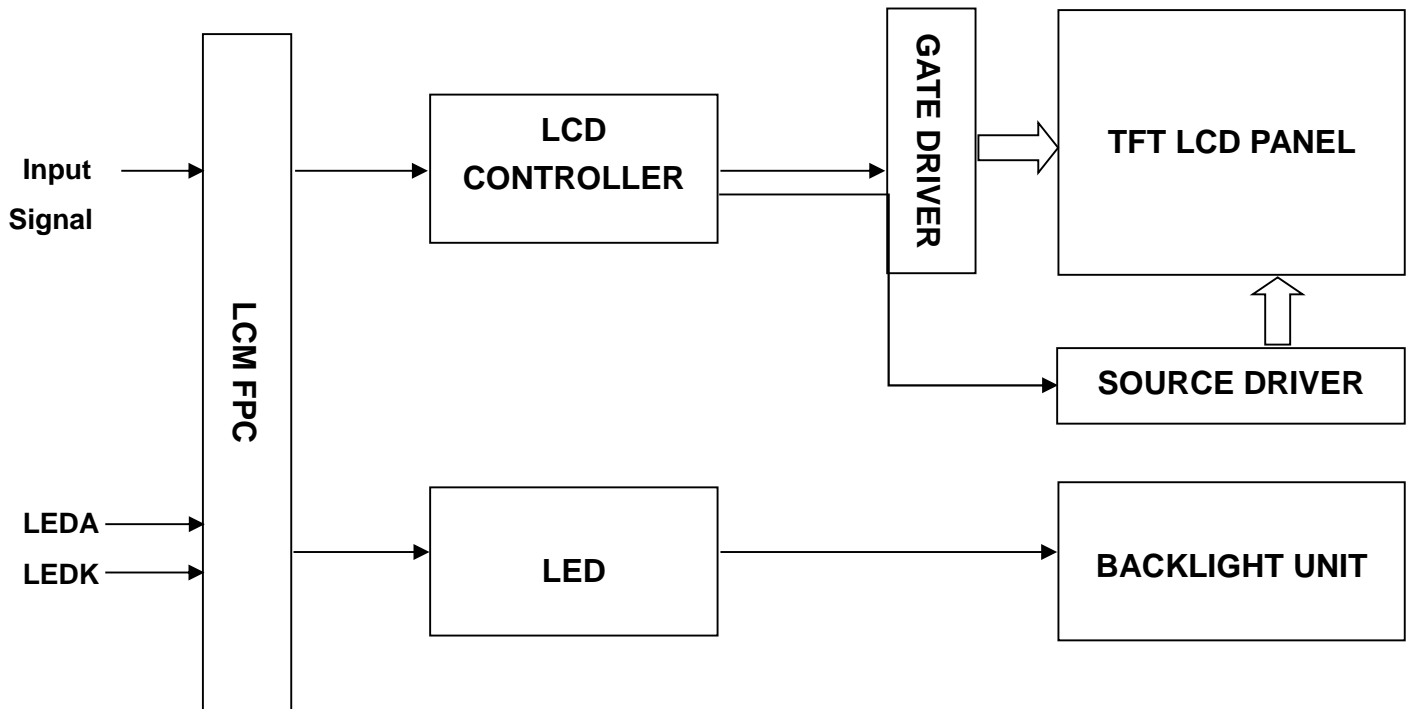 Input
Signal
LEDA
LEDK
LCM FPC
LCD
CONTROLLER
LED
GATE DRIVER
TFT LCD PANEL
SOURCE DRIVER
BACKLIGHT UNIT